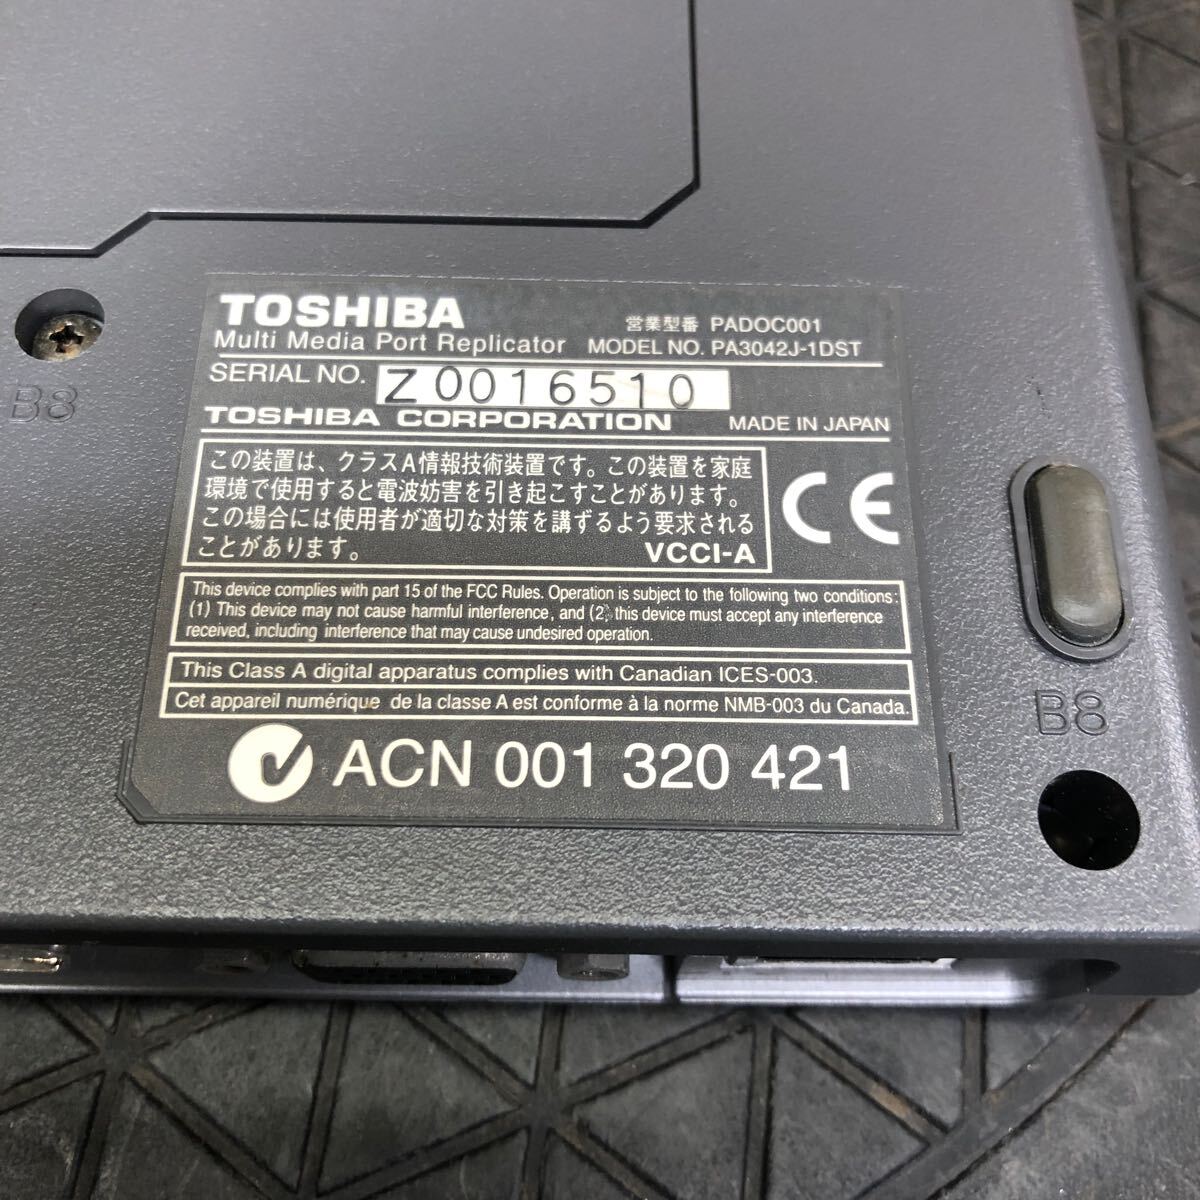 TOSHIBA
Multi Media Port Replicator
営業型番 PADOC001
MODEL NO. PA3042J-1DST
SERIAL NO. Z0016510
TOSHIBA CORPORATION MADE IN JAPAN
この装置は、クラスA情報技術装置です。この装置を家庭
環境で使用すると電波妨害を引き起こすことがあります。
この場合には使用者が適切な対策を講ずるよう要求される
ことがあります。 VCCI-A
CE
This device complies with part 15 of the FCC Rules. Operation is subject to the following two conditions:
(1) This device may not cause harmful interference, and (2) this device must accept any interference
received, including interference that may cause undesired operation.
This Class A digital apparatus complies with Canadian ICES-003.
Cet appareil numérique de la classe A est conforme à la norme NMB-003 du Canada.
ACN 001 320 421
B8
B8